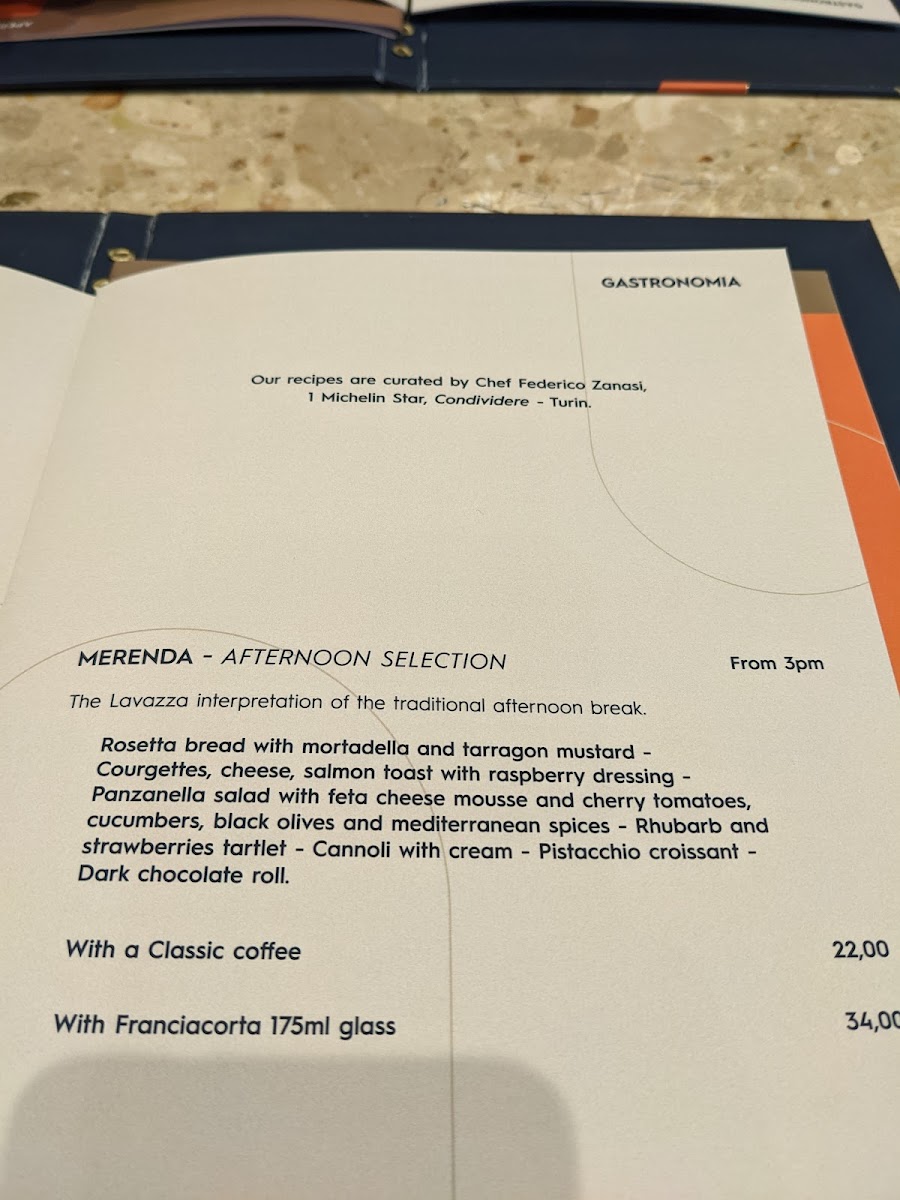 GASTRONOMIA
Our recipes are curated by Chef Federico Zanasi,
1 Michelin Star, Condividere - Turin.
MERENDA - AFTERNOON SELECTION From 3pm
The Lavazza interpretation of the traditional afternoon break.
Rosetta bread with mortadella and tarragon mustard -
Courgettes, cheese, salmon toast with raspberry dressing -
Panzanella salad with feta cheese mousse and cherry tomatoes,
cucumbers, black olives and mediterranean spices - Rhubarb and
strawberries tartlet - Cannoli with cream - Pistacchio croissant -
Dark chocolate roll.
With a Classic coffee 22,00
With Franciacorta 175ml glass 34,00